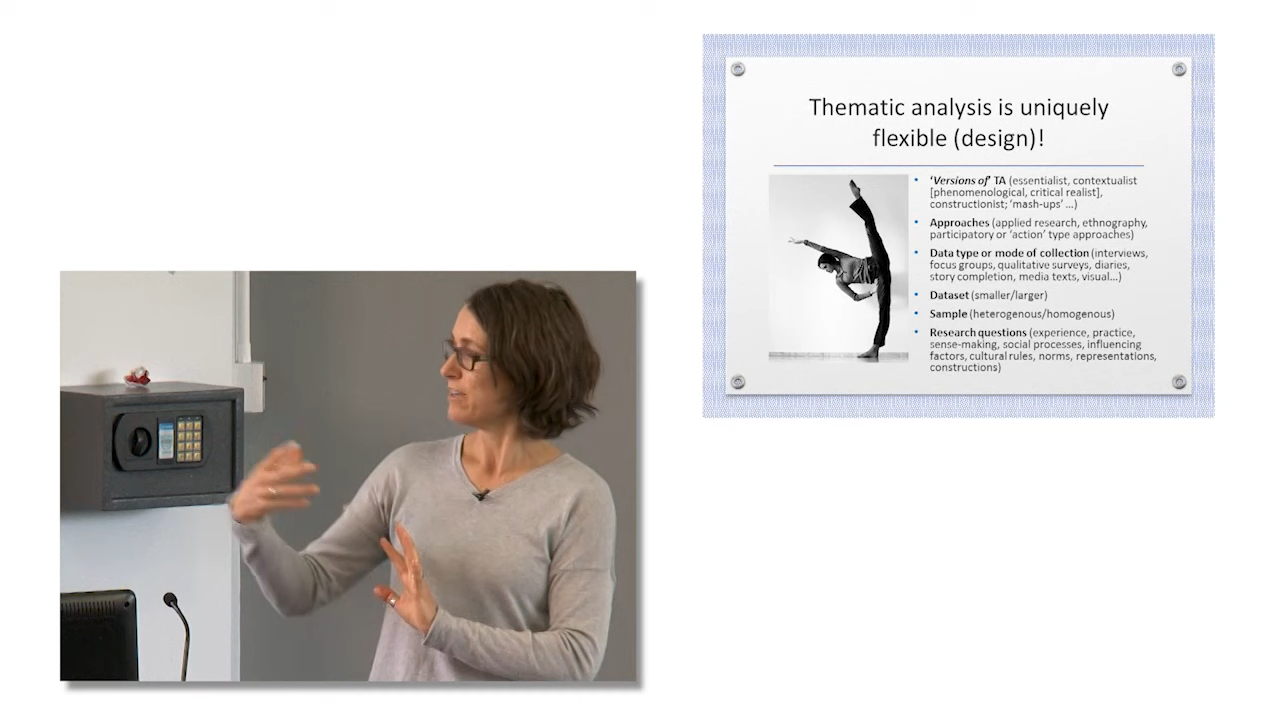 Thematic analysis is uniquely
flexible (design)!
• ‘Versions of’ TA (essentialist, contextualist
[phenomenological, critical realist],
constructionist; ‘mash-ups’ …)
• Approaches (applied research, ethnography,
participatory or ‘action’ type approaches)
• Data type or mode of collection (interviews,
focus groups, qualitative surveys, diaries,
story completion, media texts, visual…)
• Dataset (smaller/larger)
• Sample (heterogenous/homogenous)
• Research questions (experience, practice,
sense-making, social processes, influencing
factors, cultural rules, norms, representations,
constructions)